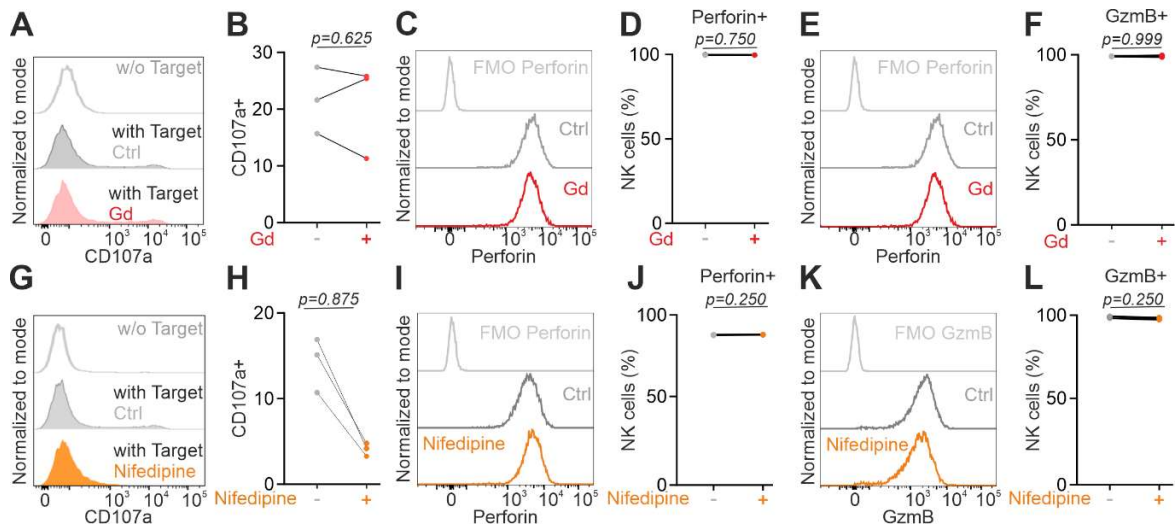 A
Normalized to mode
w/o Target
with Target
Ctrl
with Target
Gd
0 10³ 10⁴ 10⁵
CD107a
B
p=0.625
CD107a+
30
20
10
0
Gd - +
C
Normalized to mode
FMO Perforin
Ctrl
Gd
0 10³ 10⁴ 10⁵
Perforin
D
Perforin+
p=0.750
NK cells (%)
100
50
0
Gd - +
E
Normalized to mode
FMO Perforin
Ctrl
Gd
0 10³ 10⁴ 10⁵
Perforin
F
GzmB+
p=0.999
NK cells (%)
100
50
0
Gd - +
G
Normalized to mode
w/o Target
with Target
Ctrl
with Target
Nifedipine
0 10³ 10⁴ 10⁵
CD107a
H
p=0.875
CD107a+
20
10
0
Nifedipine - +
I
Normalized to mode
FMO Perforin
Ctrl
Nifedipine
0 10³ 10⁴ 10⁵
Perforin
J
Perforin+
p=0.250
NK cells (%)
100
50
0
Nifedipine - +
K
Normalized to mode
FMO GzmB
Ctrl
Nifedipine
0 10³ 10⁴ 10⁵
GzmB
L
GzmB+
p=0.250
NK cells (%)
100
50
0
Nifedipine - +